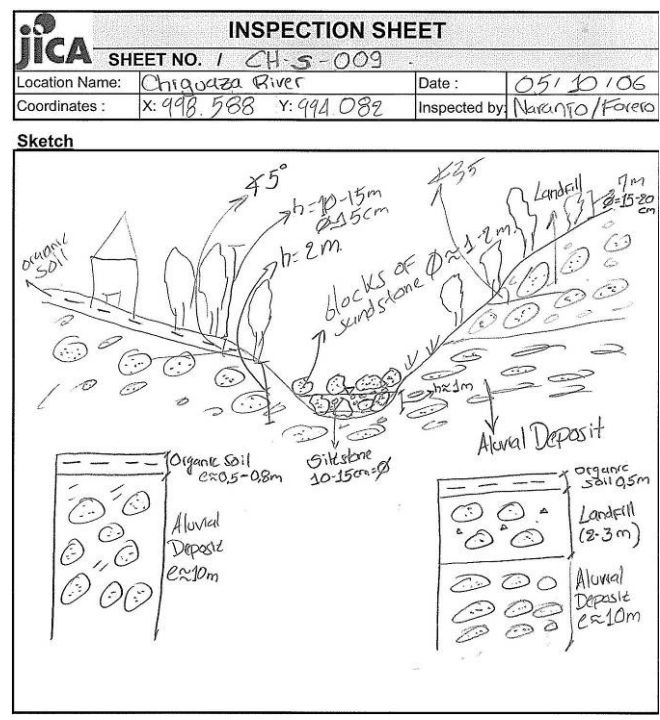 INSPECTION SHEET
JICA
SHEET NO. / CH-S-009
Location Name: Chiguaza River Date : 05/10/06
Coordinates : X: 998.588 Y: 994.082 Inspected by: Naranjo/Forero
Sketch
∡5°
h=10-15m
Ø15cm
h=2m
∡35
Landfill
7m
Ø=15-20
cm
organic
soil
blocks of Ø≈1-2m
sandstone
h≈1m
Siltstone
10-15cm=Ø
Aluvial Deposit
Organic soil
e≈0,5-0,8m
Aluvial
Deposit
e≈10m
organic
soil 0,5m
Landfill
(2-3m)
Aluvial
Deposit
e≈10m